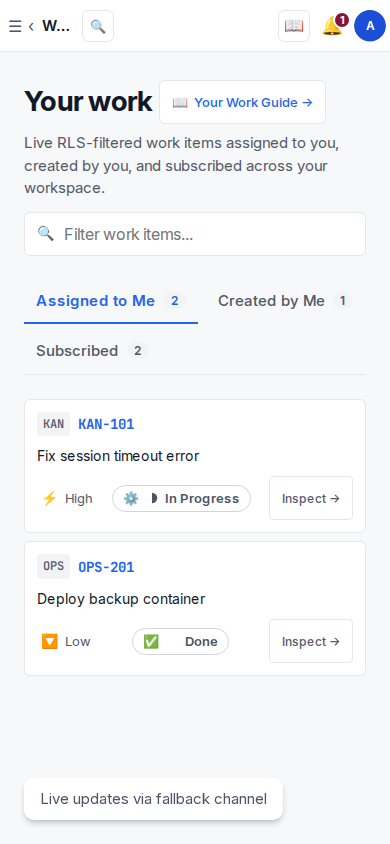 W...
1
A
Your work
Your Work Guide →
Live RLS-filtered work items assigned to you,
created by you, and subscribed across your
workspace.
Filter work items...
Assigned to Me 2
Created by Me 1
Subscribed 2
KAN KAN-101
Fix session timeout error
High In Progress Inspect →
OPS OPS-201
Deploy backup container
Low Done Inspect →
Live updates via fallback channel